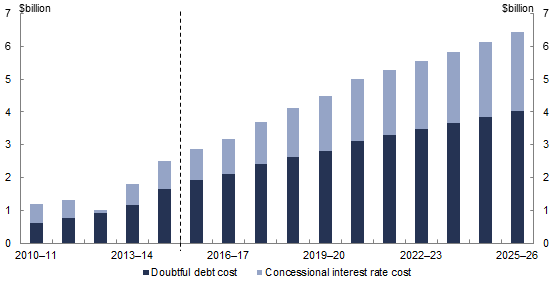 $billion $billion
7 7
6 6
5 5
4 4
3 3
2 2
1 1
0 0
2010–11 2013–14 2016–17 2019–20 2022–23 2025–26
Doubtful debt cost Concessional interest rate cost